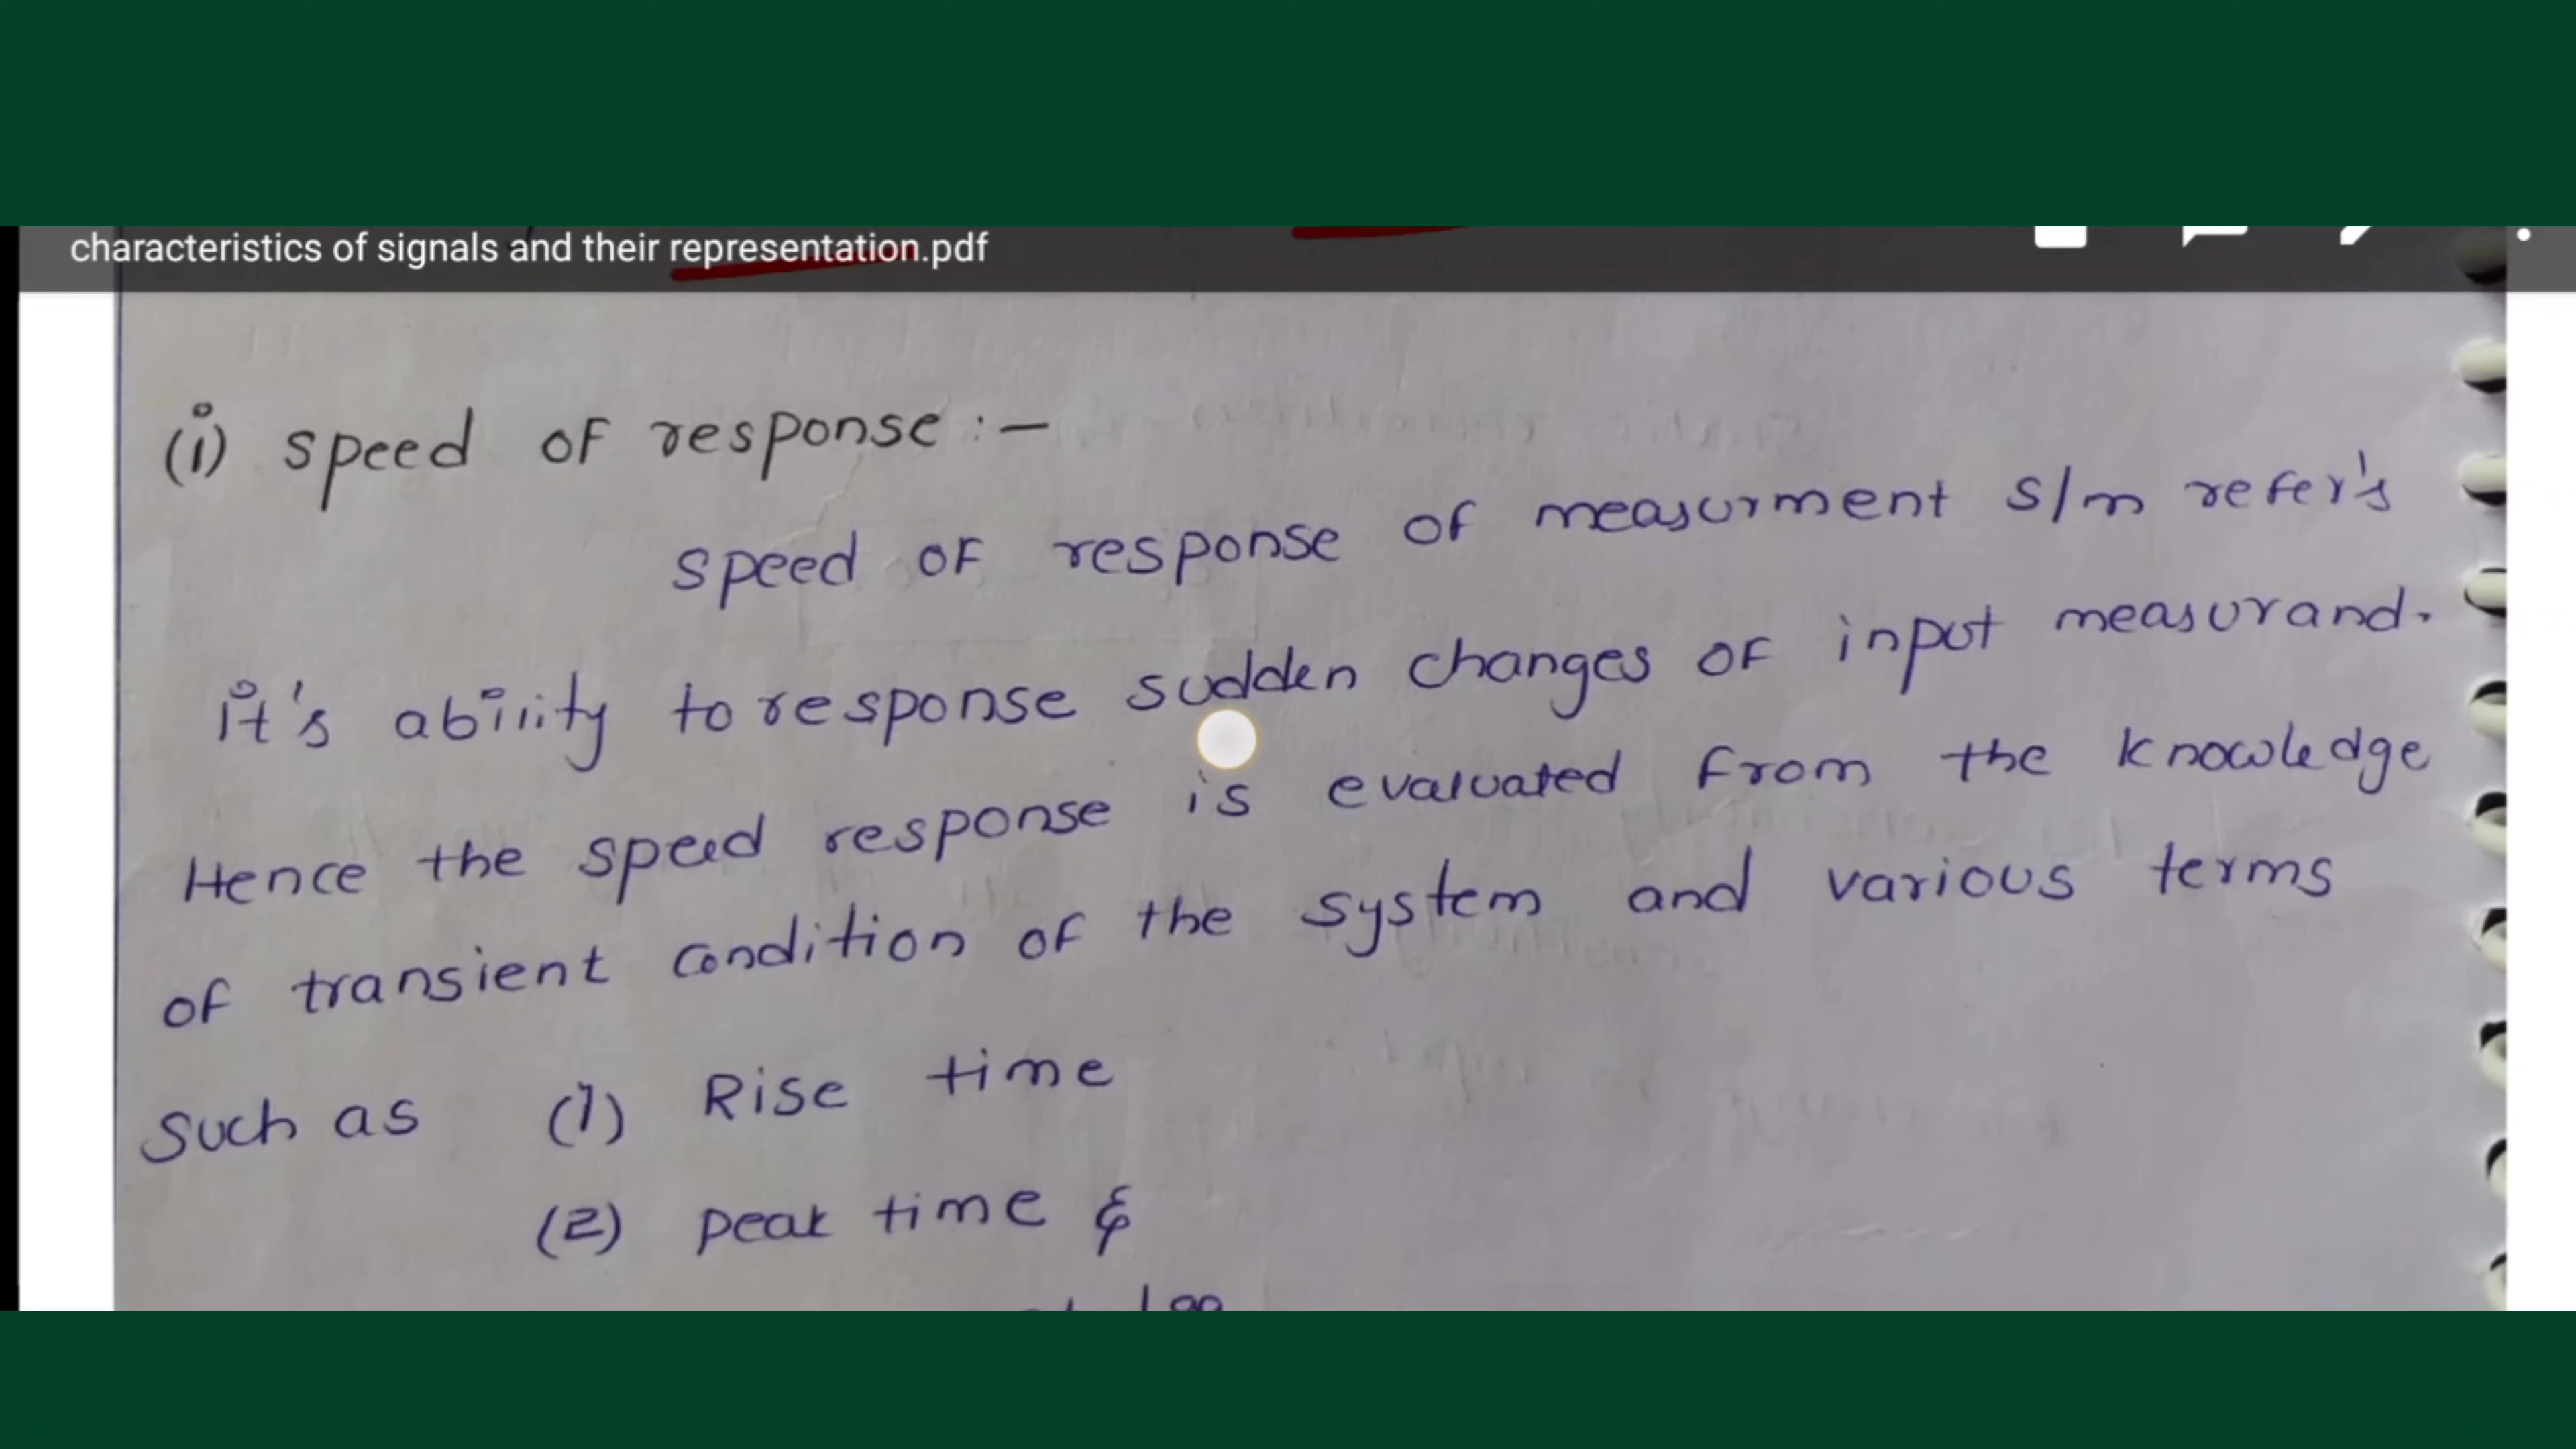 characteristics of signals and their representation.pdf
(i) speed of response :-
speed of response of measurment s/m refer's
it's ability to response sudden changes of input measurand.
Hence the speed response is evaluated from the knowledge
of transient condition of the system and various terms
such as (1) Rise time
(2) peak time &